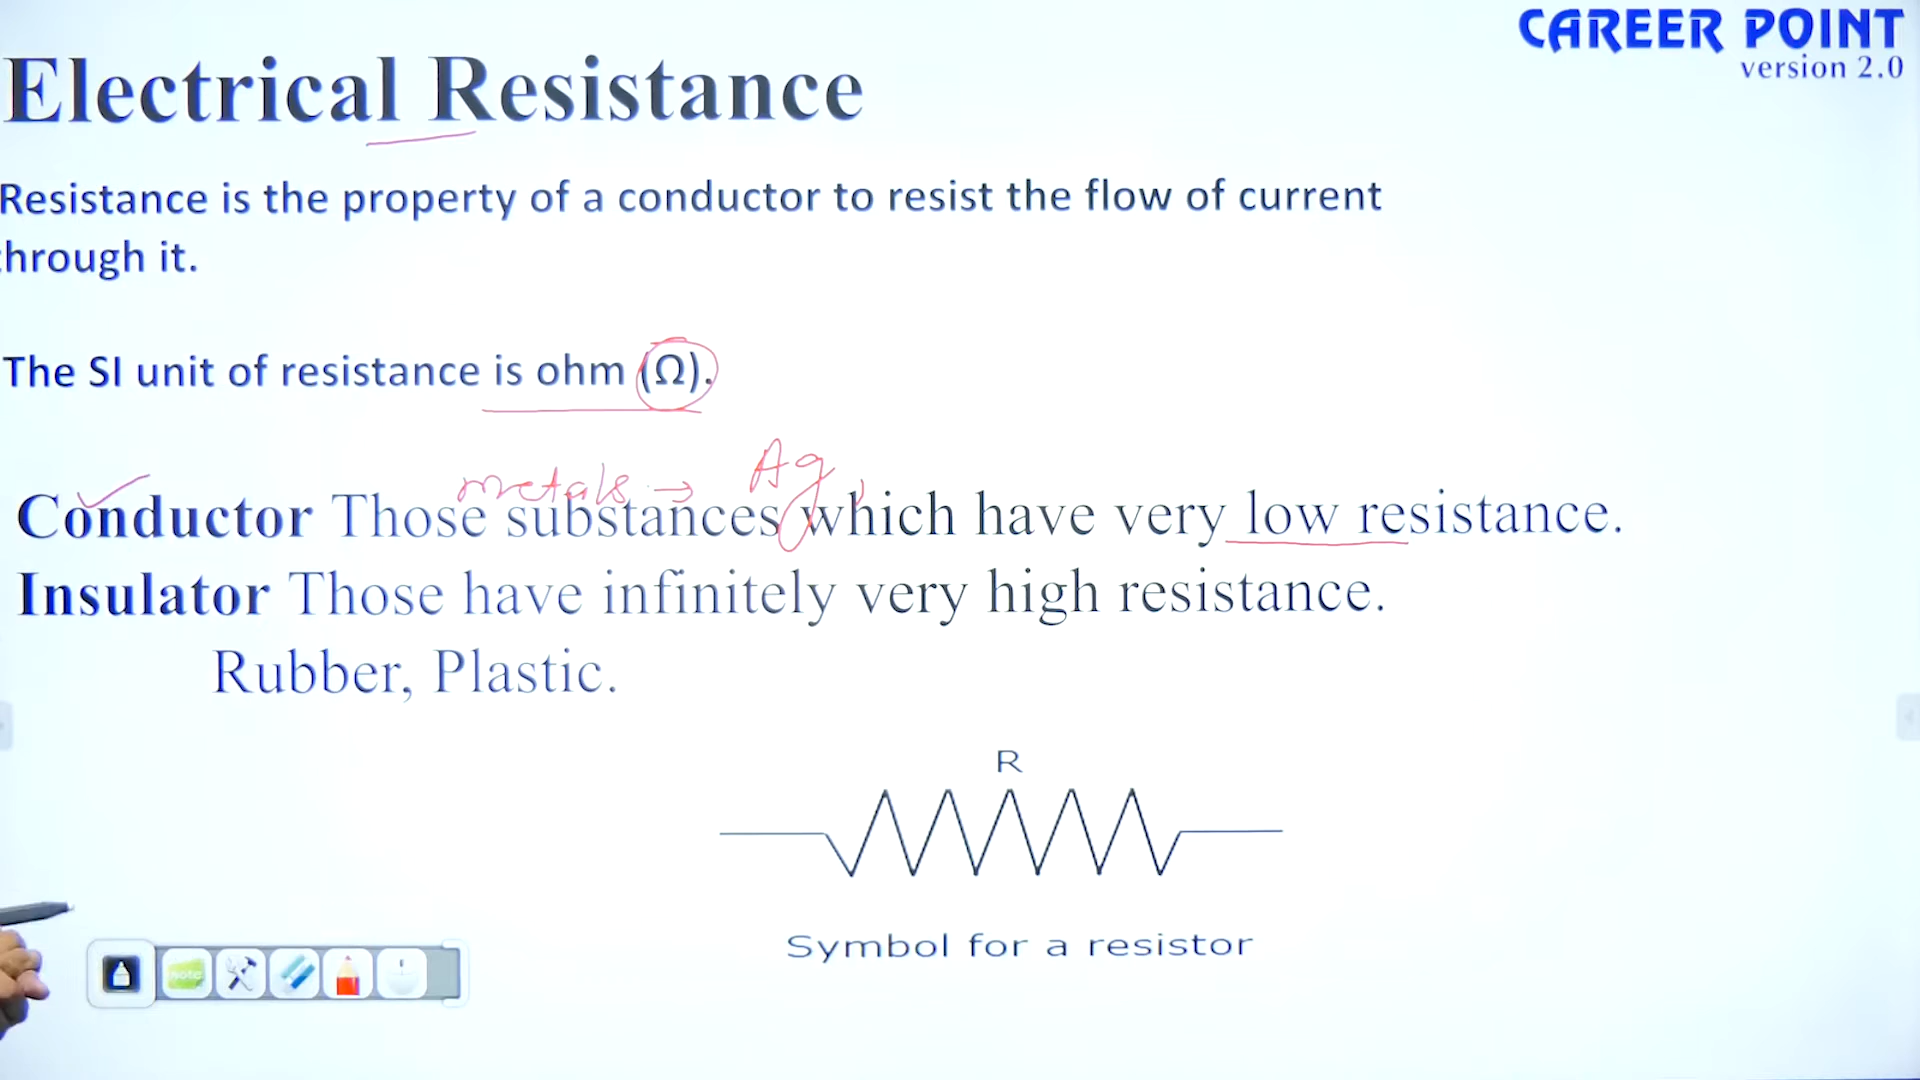 CAREER POINT
version 2.0
Electrical Resistance
Resistance is the property of a conductor to resist the flow of current
through it.
The SI unit of resistance is ohm (Ω).
metals → Ag,
Conductor Those substances which have very low resistance.
Insulator Those have infinitely very high resistance.
Rubber, Plastic.
R
Symbol for a resistor
note